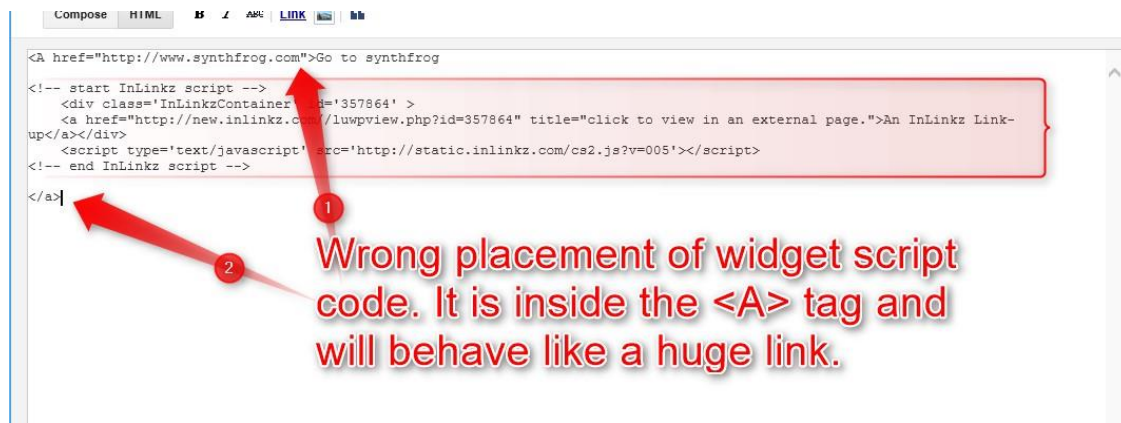 Compose HTML B I ABC Link
<A href="http://www.synthfrog.com">Go to synthfrog
<!-- start InLinkz script -->
<div class='InLinkzContainer' id='357864' >
<a href="http://new.inlinkz.com//luwpview.php?id=357864" title="click to view in an external page.">An InLinkz Link-
up</a></div>
<script type='text/javascript' src='http://static.inlinkz.com/cs2.js?v=005'></script>
<!-- end InLinkz script -->
</a>
1
2
Wrong placement of widget script
code. It is inside the <A> tag and
will behave like a huge link.